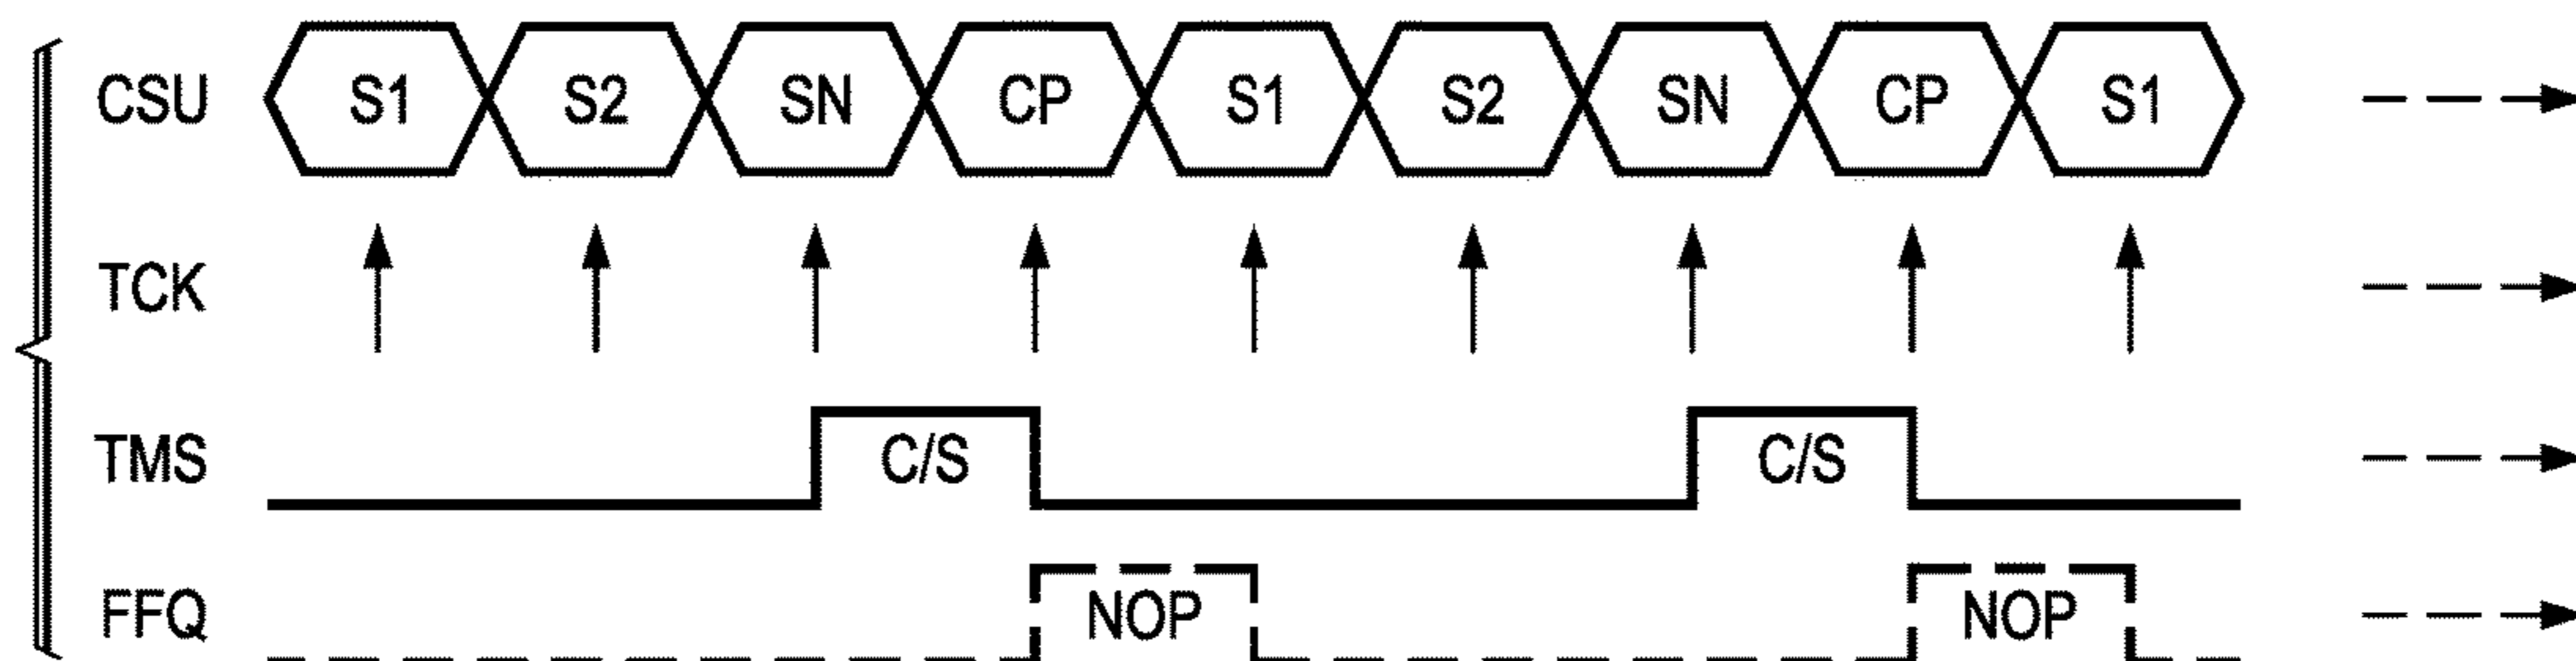 CSU S1 S2 SN CP S1 S2 SN CP S1
TCK
TMS C/S C/S
FFQ NOP NOP